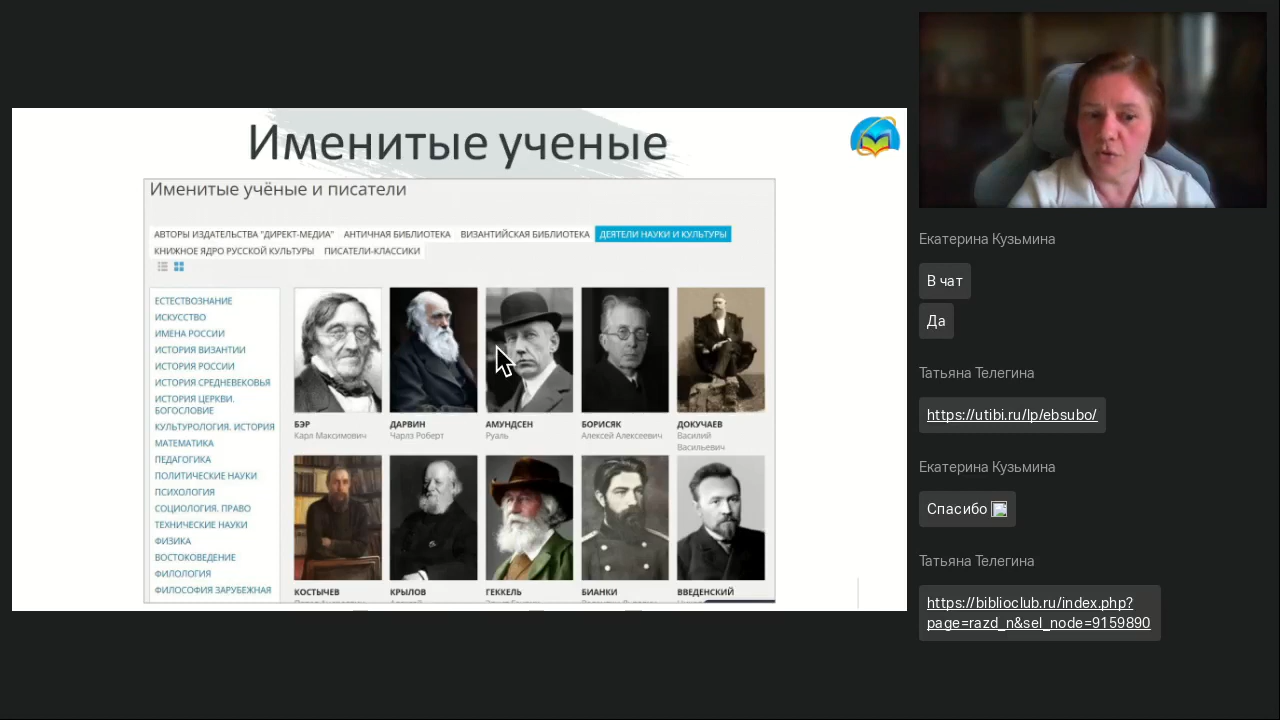 Именитые ученые
Именитые учёные и писатели
АВТОРЫ ИЗДАТЕЛЬСТВА "ДИРЕКТ-МЕДИА" АНТИЧНАЯ БИБЛИОТЕКА ВИЗАНТИЙСКАЯ БИБЛИОТЕКА ДЕЯТЕЛИ НАУКИ И КУЛЬТУРЫ
КНИЖНОЕ ЯДРО РУССКОЙ КУЛЬТУРЫ ПИСАТЕЛИ-КЛАССИКИ
ЕСТЕСТВОЗНАНИЕ
ИСКУССТВО
ИМЕНА РОССИИ
ИСТОРИЯ ВИЗАНТИИ
ИСТОРИЯ РОССИИ
ИСТОРИЯ СРЕДНЕВЕКОВЬЯ
ИСТОРИЯ ЦЕРКВИ.
БОГОСЛОВИЕ
КУЛЬТУРОЛОГИЯ. ИСТОРИЯ
МАТЕМАТИКА
ПЕДАГОГИКА
ПОЛИТИЧЕСКИЕ НАУКИ
ПСИХОЛОГИЯ
СОЦИОЛОГИЯ. ПРАВО
ТЕХНИЧЕСКИЕ НАУКИ
ФИЗИКА
ВОСТОКОВЕДЕНИЕ
ФИЛОЛОГИЯ
ФИЛОСОФИЯ ЗАРУБЕЖНАЯ
БЭР
Карл Максимович
ДАРВИН
Чарлз Роберт
АМУНДСЕН
Руаль
БОРИСЯК
Алексей Алексеевич
ДОКУЧАЕВ
Василий
Васильевич
КОСТЫЧЕВ
КРЫЛОВ
ГЕККЕЛЬ
БИАНКИ
ВВЕДЕНСКИЙ
Екатерина Кузьмина
В чат
Да
Татьяна Телегина
https://utibi.ru/lp/ebsubo/
Екатерина Кузьмина
Спасибо
Татьяна Телегина
https://biblioclub.ru/index.php?
page=razd_n&sel_node=9159890